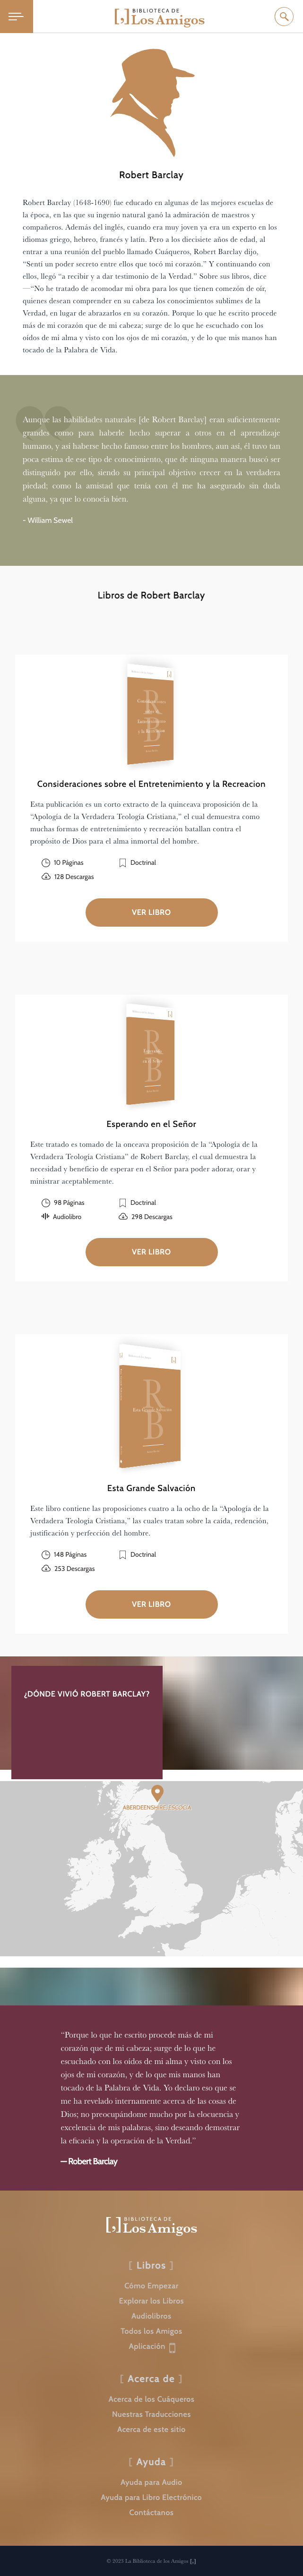 BIBLIOTECA DE
Los Amigos
Robert Barclay
Robert Barclay (1648-1690) fue educado en algunas de las mejores escuelas de
la época, en las que su ingenio natural ganó la admiración de maestros y
compañeros. Además del inglés, cuando era muy joven ya era un experto en los
idiomas griego, hebreo, francés y latín. Pero a los diecisiete años de edad, al
entrar a una reunión del pueblo llamado Cuáqueros, Robert Barclay dijo,
“Sentí un poder secreto entre ellos que tocó mi corazón.” Y continuando con
ellos, llegó “a recibir y a dar testimonio de la Verdad.” Sobre sus libros, dice
—“No he tratado de acomodar mi obra para los que tienen comezón de oír,
quienes desean comprender en su cabeza los conocimientos sublimes de la
Verdad, en lugar de abrazarlos en su corazón. Porque lo que he escrito procede
más de mi corazón que de mi cabeza; surge de lo que he escuchado con los
oídos de mi alma y visto con los ojos de mi corazón, y de lo que mis manos han
tocado de la Palabra de Vida.
Aunque las habilidades naturales [de Robert Barclay] eran suficientemente
grandes como para haberle hecho superar a otros en el aprendizaje
humano, y así haberse hecho famoso entre los hombres, aun así, él tuvo tan
poca estima de ese tipo de conocimiento, que de ninguna manera buscó ser
distinguido por ello, siendo su principal objetivo crecer en la verdadera
piedad; como la amistad que tenía con él me ha asegurado sin duda
alguna, ya que lo conocía bien.
- William Sewel
Libros de Robert Barclay
Consideraciones sobre el Entretenimiento y la Recreacion
Esta publicación es un corto extracto de la quinceava proposición de la
“Apología de la Verdadera Teología Cristiana,” el cual demuestra como
muchas formas de entretenimiento y recreación batallan contra el
propósito de Dios para el alma inmortal del hombre.
10 Páginas
Doctrinal
128 Descargas
VER LIBRO
Esperando en el Señor
Este tratado es tomado de la onceava proposición de la “Apología de la
Verdadera Teología Cristiana” de Robert Barclay, el cual demuestra la
necesidad y beneficio de esperar en el Señor para poder adorar, orar y
ministrar aceptablemente.
98 Páginas
Doctrinal
Audiolibro
298 Descargas
VER LIBRO
Esta Grande Salvación
Este libro contiene las proposiciones cuatro a la ocho de la “Apología de la
Verdadera Teología Cristiana,” las cuales tratan sobre la caída, redención,
justificación y perfección del hombre.
148 Páginas
Doctrinal
253 Descargas
VER LIBRO
¿DÓNDE VIVIÓ ROBERT BARCLAY?
ABERDEENSHIRE, ESCOCIA
“Porque lo que he escrito procede más de mi
corazón que de mi cabeza; surge de lo que he
escuchado con los oídos de mi alma y visto con los
ojos de mi corazón, y de lo que mis manos han
tocado de la Palabra de Vida. Yo declaro eso que se
me ha revelado internamente acerca de las cosas de
Dios; no preocupándome mucho por la elocuencia y
excelencia de mis palabras, sino deseando demostrar
la eficacia y la operación de la Verdad.”
— Robert Barclay
BIBLIOTECA DE
Los Amigos
[ Libros ]
Cómo Empezar
Explorar los Libros
Audiolibros
Todos los Amigos
Aplicación
[ Acerca de ]
Acerca de los Cuáqueros
Nuestras Traducciones
Acerca de este sitio
[ Ayuda ]
Ayuda para Audio
Ayuda para Libro Electrónico
Contáctanos
© 2023 La Biblioteca de los Amigos